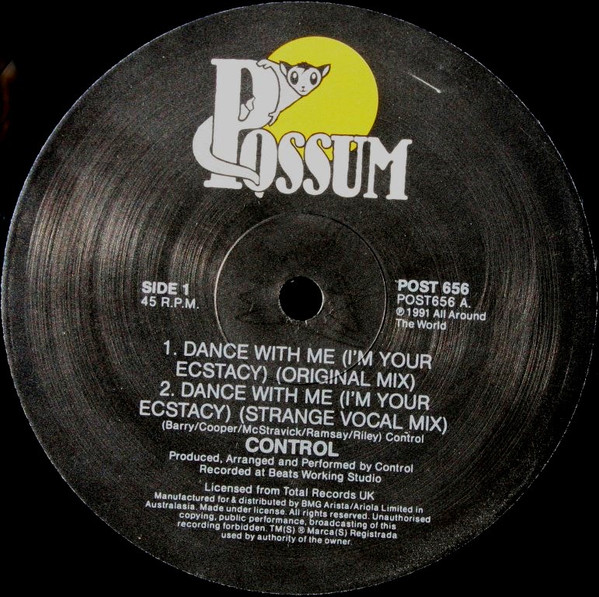 POSSUM
SIDE 1
45 R.P.M.
POST 656
POST656 A.
℗ 1991 All Around
The World
1. DANCE WITH ME (I'M YOUR
ECSTACY) (ORIGINAL MIX)
2. DANCE WITH ME (I'M YOUR
ECSTACY) (STRANGE VOCAL MIX)
(Barry/Cooper/McStravick/Ramsay/Riley) Control
CONTROL
Produced, Arranged and Performed by Control
Recorded at Beats Working Studio
Licensed from Total Records UK
Manufactured for & distributed by BMG Arista/Ariola Limited in
Australasia. Made under license. All rights reserved. Unauthorised
copying, public performance, broadcasting of this
recording forbidden. TM(S) ® Marca(S) Registrada
used by authority of the owner.